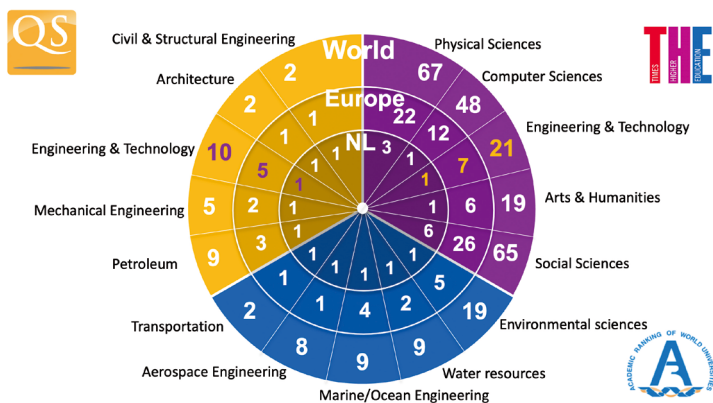 QS
THE
TIMES
HIGHER
EDUCATION
World
Europe
NL
Civil & Structural Engineering
2
1
1
Architecture
2
1
1
Engineering & Technology
10
5
1
Mechanical Engineering
5
2
1
Petroleum
9
3
1
Physical Sciences
67
22
3
Computer Sciences
48
12
1
Engineering & Technology
21
7
1
Arts & Humanities
19
6
1
Social Sciences
65
26
6
Environmental sciences
19
5
1
Water resources
9
2
1
Marine/Ocean Engineering
9
4
1
Aerospace Engineering
8
1
1
Transportation
2
1
1
ACADEMIC RANKING OF WORLD UNIVERSITIES